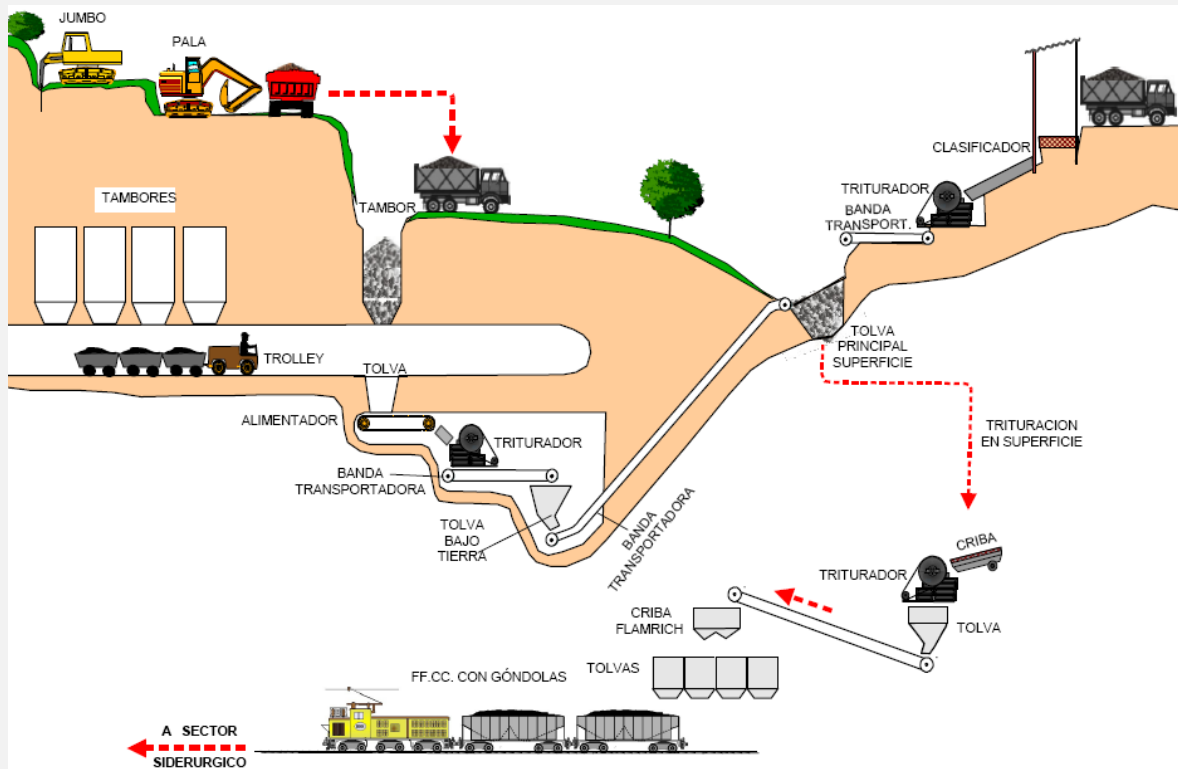 JUMBO
PALA
CLASIFICADOR
TRITURADOR
BANDA
TRANSPORT.
TAMBORES
TAMBOR
TROLLEY
TOLVA
TOLVA
PRINCIPAL
SUPERFICIE
ALIMENTADOR
TRITURADOR
BANDA
TRANSPORTADORA
TOLVA
BAJO
TIERRA
BANDA
TRANSPORTADORA
TRITURACION
EN SUPERFICIE
CRIBA
TRITURADOR
TOLVA
CRIBA
FLAMRICH
TOLVAS
FF.CC. CON GÓNDOLAS
A SECTOR
SIDERURGICO